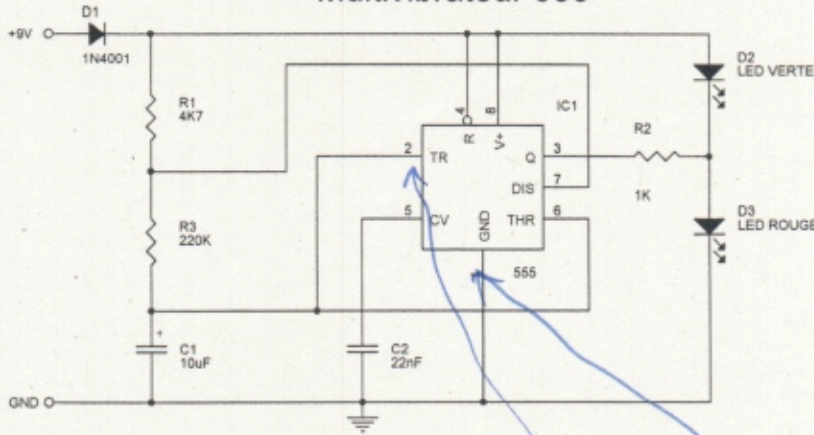 +9V
D1
1N4001
D2
LED VERTE
R1
4K7
4
8
IC1
R
V+
R2
2
TR
Q
3
DIS
7
1K
5
CV
GND
THR
6
D3
LED ROUGE
R3
220K
555
+
C1
10uF
C2
22nF
GND